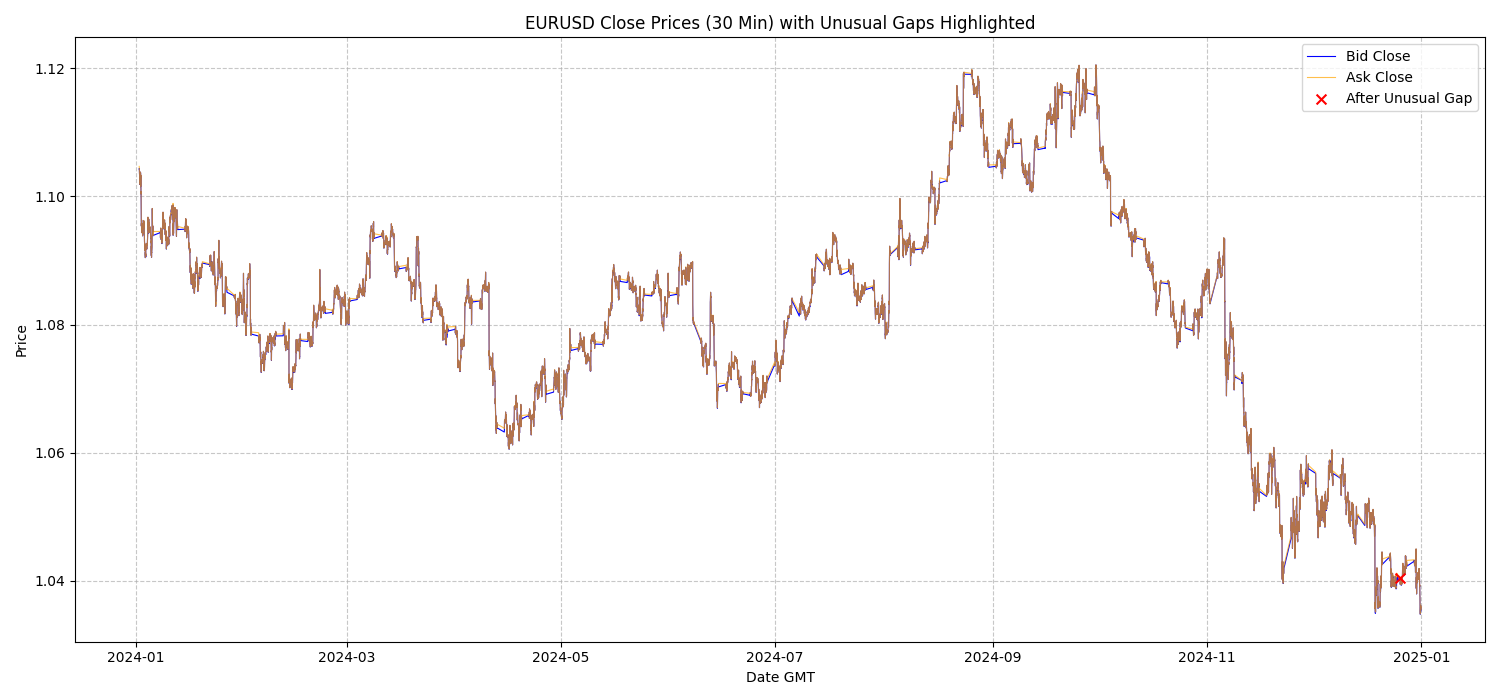 EURUSD Close Prices (30 Min) with Unusual Gaps Highlighted
Bid Close
Ask Close
After Unusual Gap
Price
1.12
1.10
1.08
1.06
1.04
2024-01
2024-03
2024-05
2024-07
2024-09
2024-11
2025-01
Date GMT